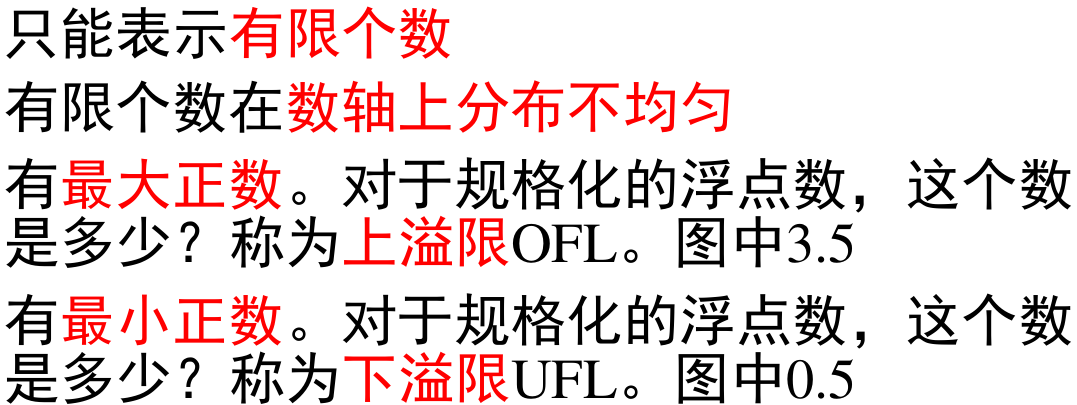 只能表示有限个数
有限个数在数轴上分布不均匀
有最大正数。对于规格化的浮点数，这个数
是多少？称为上溢限OFL。图中3.5
有最小正数。对于规格化的浮点数，这个数
是多少？称为下溢限UFL。图中0.5